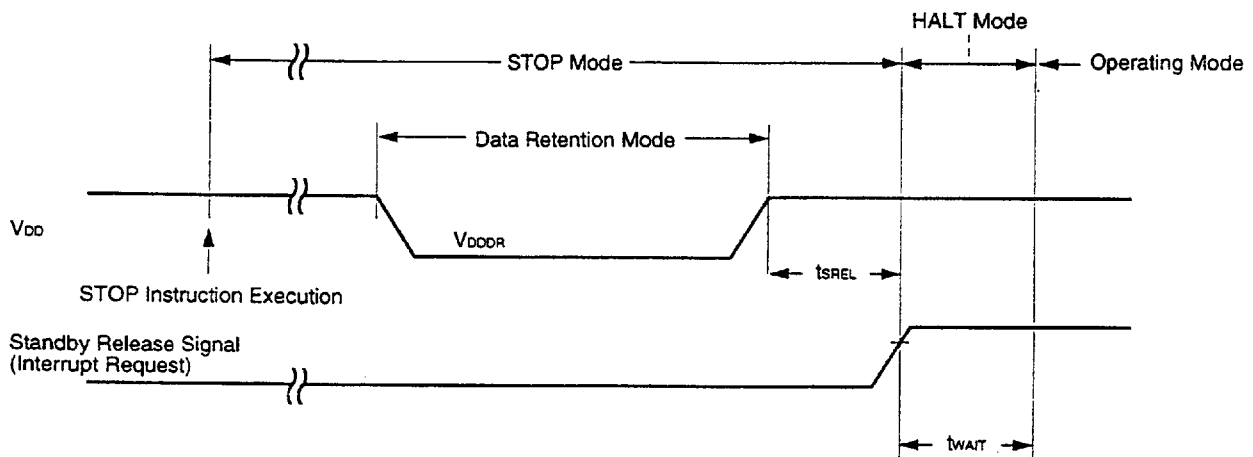 HALT Mode
STOP Mode
Operating Mode
Data Retention Mode
VDD
VDDDR
tSREL
STOP Instruction Execution
Standby Release Signal
(Interrupt Request)
tWAIT